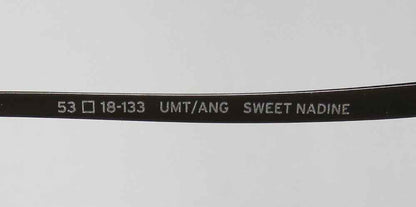 53 □ 18-133 UMT/ANG SWEET NADINE